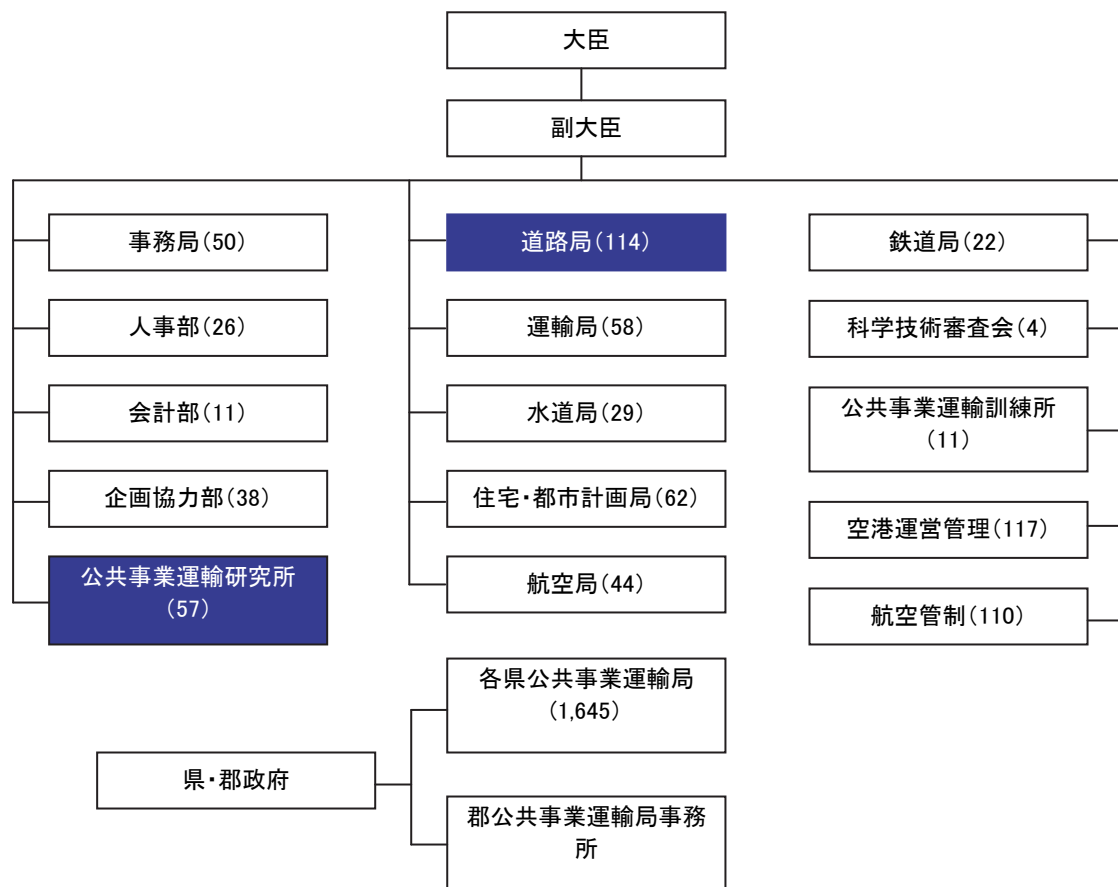 大臣
副大臣
事務局(50)
人事部(26)
会計部(11)
企画協力部(38)
公共事業運輸研究所
(57)
道路局(114)
運輸局(58)
水道局(29)
住宅・都市計画局(62)
航空局(44)
鉄道局(22)
科学技術審査会(4)
公共事業運輸訓練所
(11)
空港運営管理(117)
航空管制(110)
県・郡政府
各県公共事業運輸局
(1,645)
郡公共事業運輸局事務
所